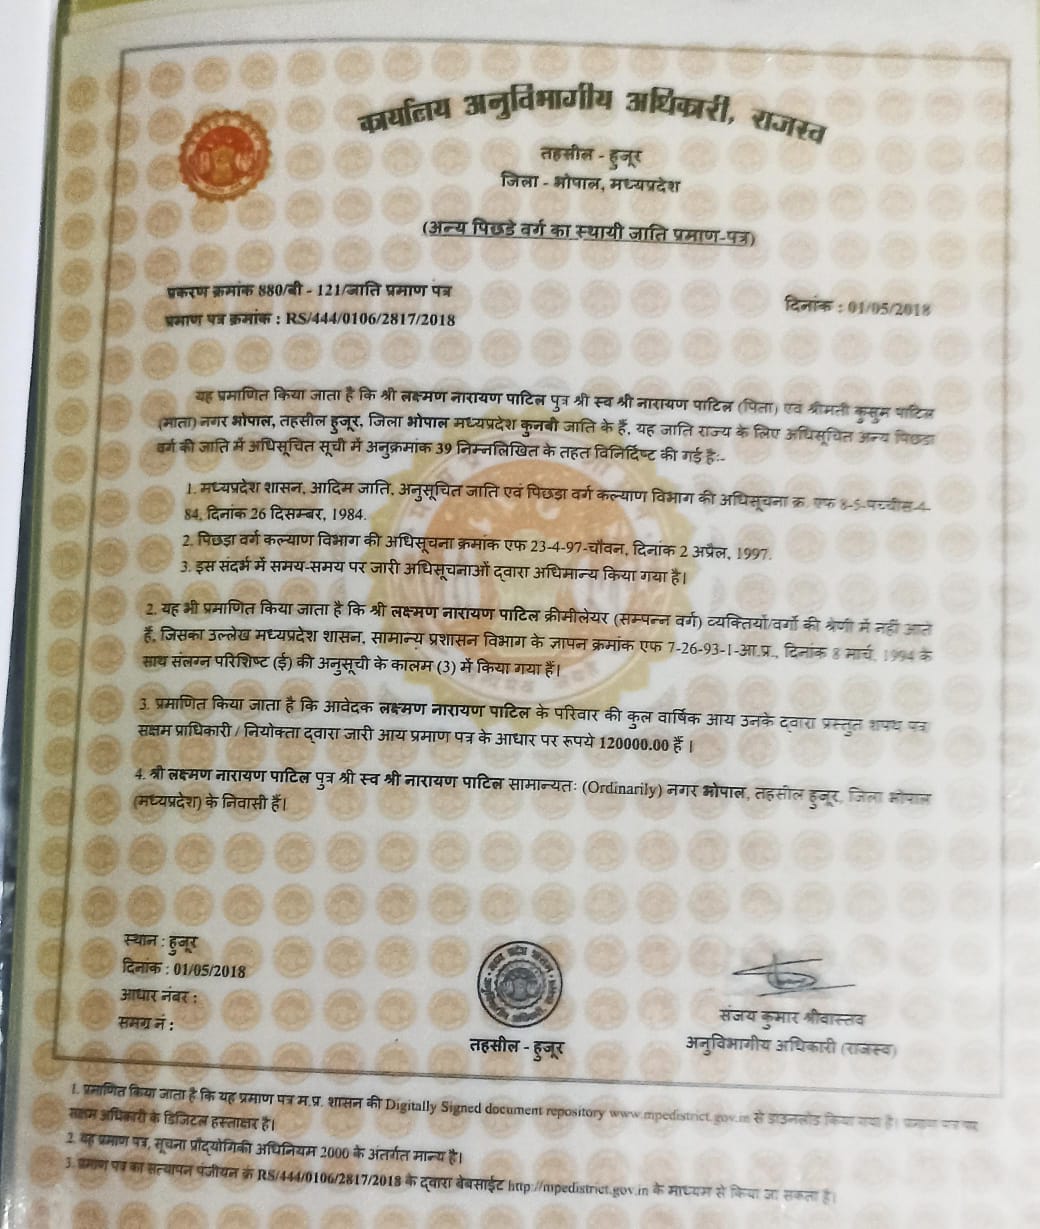 कार्यालय अनुविभागीय अधिकारी, राजस्व
तहसील - हुजूर
जिला - भोपाल, मध्यप्रदेश
(अन्य पिछडे वर्ग का स्थायी जाति प्रमाण-पत्र)
प्रकरण क्रमांक 880/बी - 121/जाति प्रमाण पत्र
दिनांक : 01/05/2018
प्रमाण पत्र क्रमांक : RS/444/0106/2817/2018
यह प्रमाणित किया जाता है कि श्री लक्ष्मण नारायण पाटिल पुत्र श्री स्व श्री नारायण पाटिल (पिता) एवं श्रीमती कुसुम पाटिल
(माता) नगर भोपाल, तहसील हुजूर, जिला भोपाल मध्यप्रदेश कुनबी जाति के हैं, यह जाति राज्य के लिए अधिसूचित अन्य पिछडा
वर्ग की जाति में अधिसूचित सूची में अनुक्रमांक 39 निम्नलिखित के तहत विनिर्दिष्ट की गई है:-
1. मध्यप्रदेश शासन, आदिम जाति, अनुसूचित जाति एवं पिछडा वर्ग कल्याण विभाग की अधिसूचना क्र. एफ 8-5-पच्चीस-4-
84, दिनांक 26 दिसम्बर, 1984.
2. पिछडा वर्ग कल्याण विभाग की अधिसूचना क्रमांक एफ 23-4-97-चौवन, दिनांक 2 अप्रैल, 1997.
3. इस संदर्भ में समय-समय पर जारी अधिसूचनाओं द्वारा अधिमान्य किया गया है।
2. यह भी प्रमाणित किया जाता है कि श्री लक्ष्मण नारायण पाटिल क्रीमीलेयर (सम्पन्न वर्ग) व्यक्तियों/वर्गो की श्रेणी में नहीं आते
हैं, जिसका उल्लेख मध्यप्रदेश शासन, सामान्य प्रशासन विभाग के ज्ञापन क्रमांक एफ 7-26-93-1-आ.प्र., दिनांक 8 मार्च, 1994 के
साथ संलग्न परिशिष्ट (ई) की अनुसूची के कालम (3) में किया गया हैं।
3. प्रमाणित किया जाता है कि आवेदक लक्ष्मण नारायण पाटिल के परिवार की कुल वार्षिक आय उनके द्वारा प्रस्तुत शपथ पत्र
सक्षम प्राधिकारी / नियोक्ता द्वारा जारी आय प्रमाण पत्र के आधार पर रूपये 120000.00 हैं ।
4. श्री लक्ष्मण नारायण पाटिल पुत्र श्री स्व श्री नारायण पाटिल सामान्यतः (Ordinarily) नगर भोपाल, तहसील हुजूर, जिला भोपाल
(मध्यप्रदेश) के निवासी हैं।
स्थान : हुजूर
दिनांक : 01/05/2018
आधार नंबर :
समग्र नं :
तहसील - हुजूर
संजय कुमार श्रीवास्तव
अनुविभागीय अधिकारी (राजस्व)
1. प्रमाणित किया जाता है कि यह प्रमाण पत्र म.प्र. शासन की Digitally Signed document repository www.mpedistrict.gov.in से डाउनलोड किया गया है। प्रमाण पत्र पर
सक्षम अधिकारी के डिजिटल हस्ताक्षर है।
2. यह प्रमाण पत्र, सूचना प्रौद्योगिकी अधिनियम 2000 के अंतर्गत मान्य है।
3. प्रमाण पत्र का सत्यापन पंजीयन क्रं RS/444/0106/2817/2018 के द्वारा वेबसाईट http://mpedistrict.gov.in के माध्यम से किया जा सकता है।